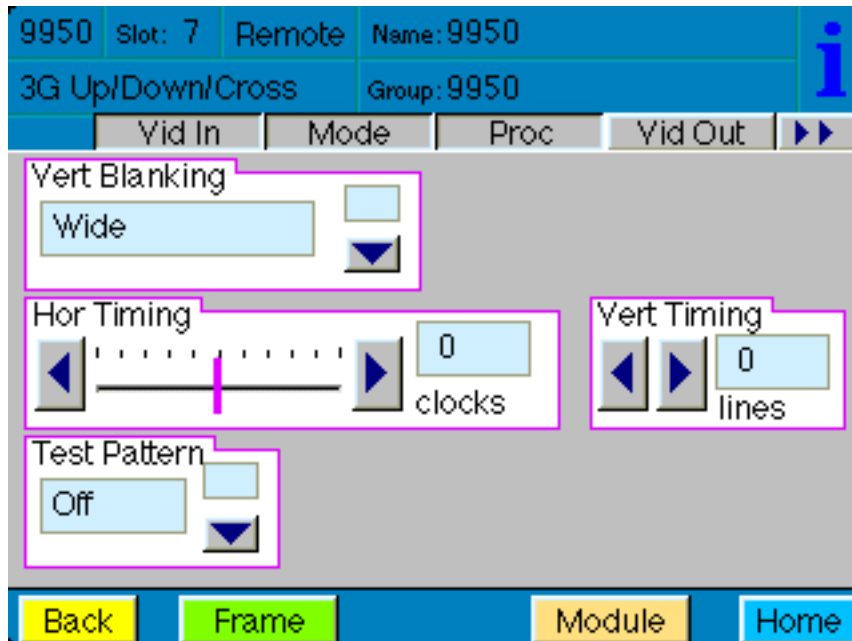 9950 Slot: 7 Remote Name: 9950
3G Up/Down/Cross Group: 9950
Vid In Mode Proc Vid Out
Vert Blanking
Wide
Hor Timing Vert Timing
0 0
clocks lines
Test Pattern
Off
Back Frame Module Home